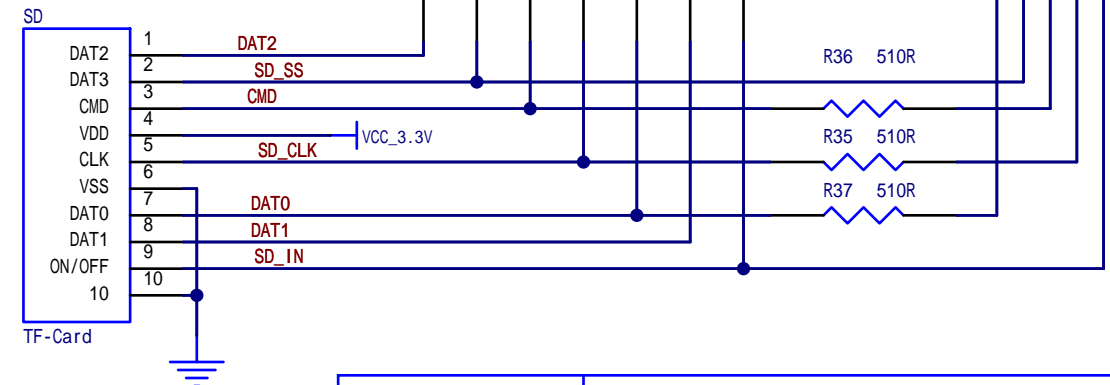 SD
DAT2 1 DAT2
DAT3 2 SD_SS
CMD 3 CMD
VDD 4 VCC_3.3V
CLK 5 SD_CLK
VSS 6
DAT0 7 DAT0
DAT1 8 DAT1
ON/OFF 9 SD_IN
10 10
TF-Card
R36 510R
R35 510R
R37 510R